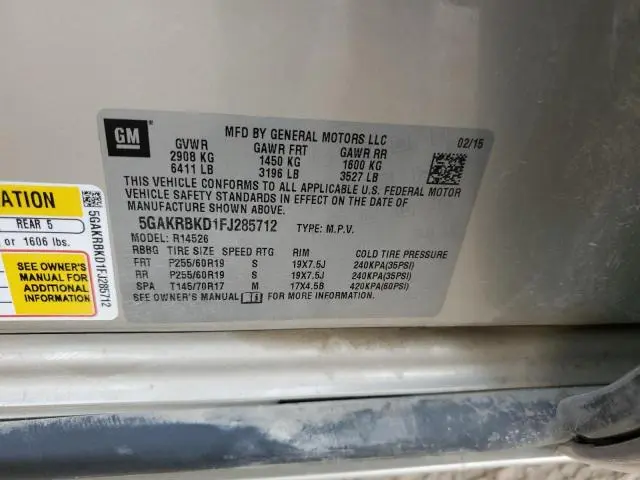 GM
MFD BY GENERAL MOTORS LLC
02/15
GVWR GAWR FRT GAWR RR
2908 KG 1450 KG 1600 KG
6411 LB 3196 LB 3527 LB
THIS VEHICLE CONFORMS TO ALL APPLICABLE U.S. FEDERAL MOTOR
VEHICLE SAFETY STANDARDS IN EFFECT ON THE DATE OF
MANUFACTURE SHOWN ABOVE.
5GAKRBKD1FJ285712 TYPE: M.P.V.
MODEL: R14526
RBBG TIRE SIZE SPEED RTG RIM COLD TIRE PRESSURE
FRT P255/60R19 S 19X7.5J 240KPA(35PSI)
RR P255/60R19 S 19X7.5J 240KPA(35PSI)
SPA T145/70R17 M 17X4.5B 420KPA(60PSI)
SEE OWNER'S MANUAL FOR MORE INFORMATION.
REAR 5
or 1606 lbs.
SEE OWNER'S
MANUAL FOR
ADDITIONAL
INFORMATION
5GAKRBKD1FJ285712